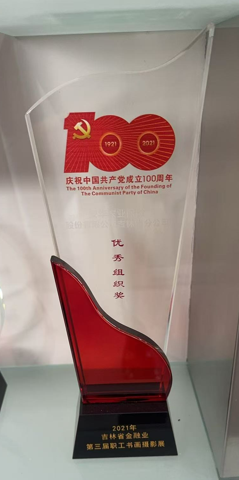 100
1921
2021
庆祝中国共产党成立100周年
The 100th Anniversary of the Founding of
The Communist Party of China
优秀组织奖
2021年
吉林省金融业
第三届职工书画摄影展